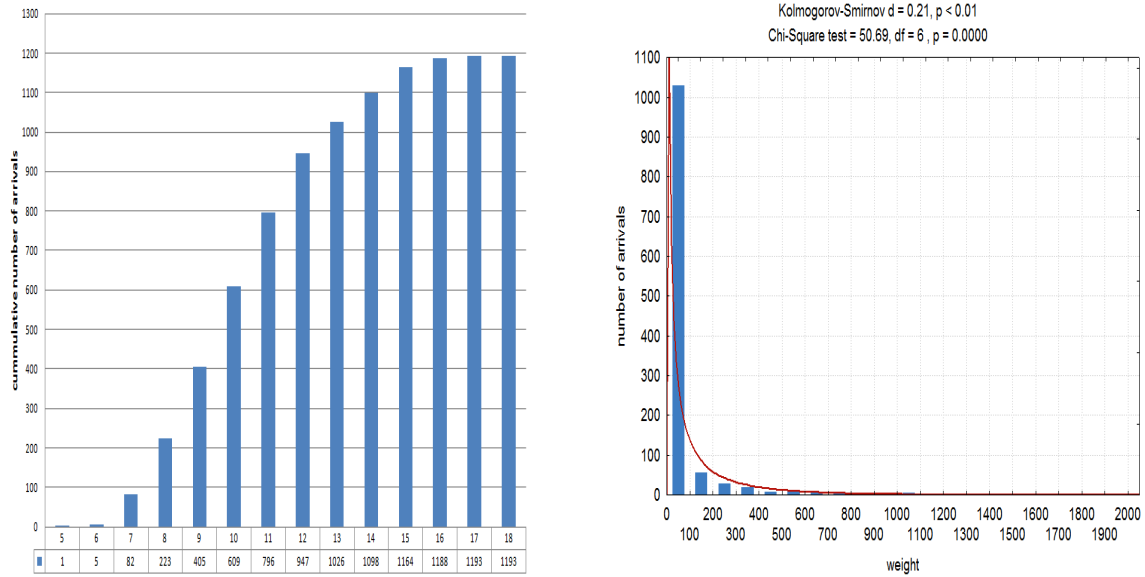 1300
1200
1100
1000
900
800
700
600
500
400
300
200
100
0
cummulative number of arrivals
5 6 7 8 9 10 11 12 13 14 15 16 17 18
1 5 82 223 405 609 796 947 1026 1098 1164 1188 1193 1193
Kolmogorov-Smirnov d = 0.21, p < 0.01
Chi-Square test = 50.69, df = 6 , p = 0.0000
1100
1000
900
800
700
600
500
400
300
200
100
0
number of arrivals
0 200 400 600 800 1000 1200 1400 1600 1800 2000
100 300 500 700 900 1100 1300 1500 1700 1900
weight